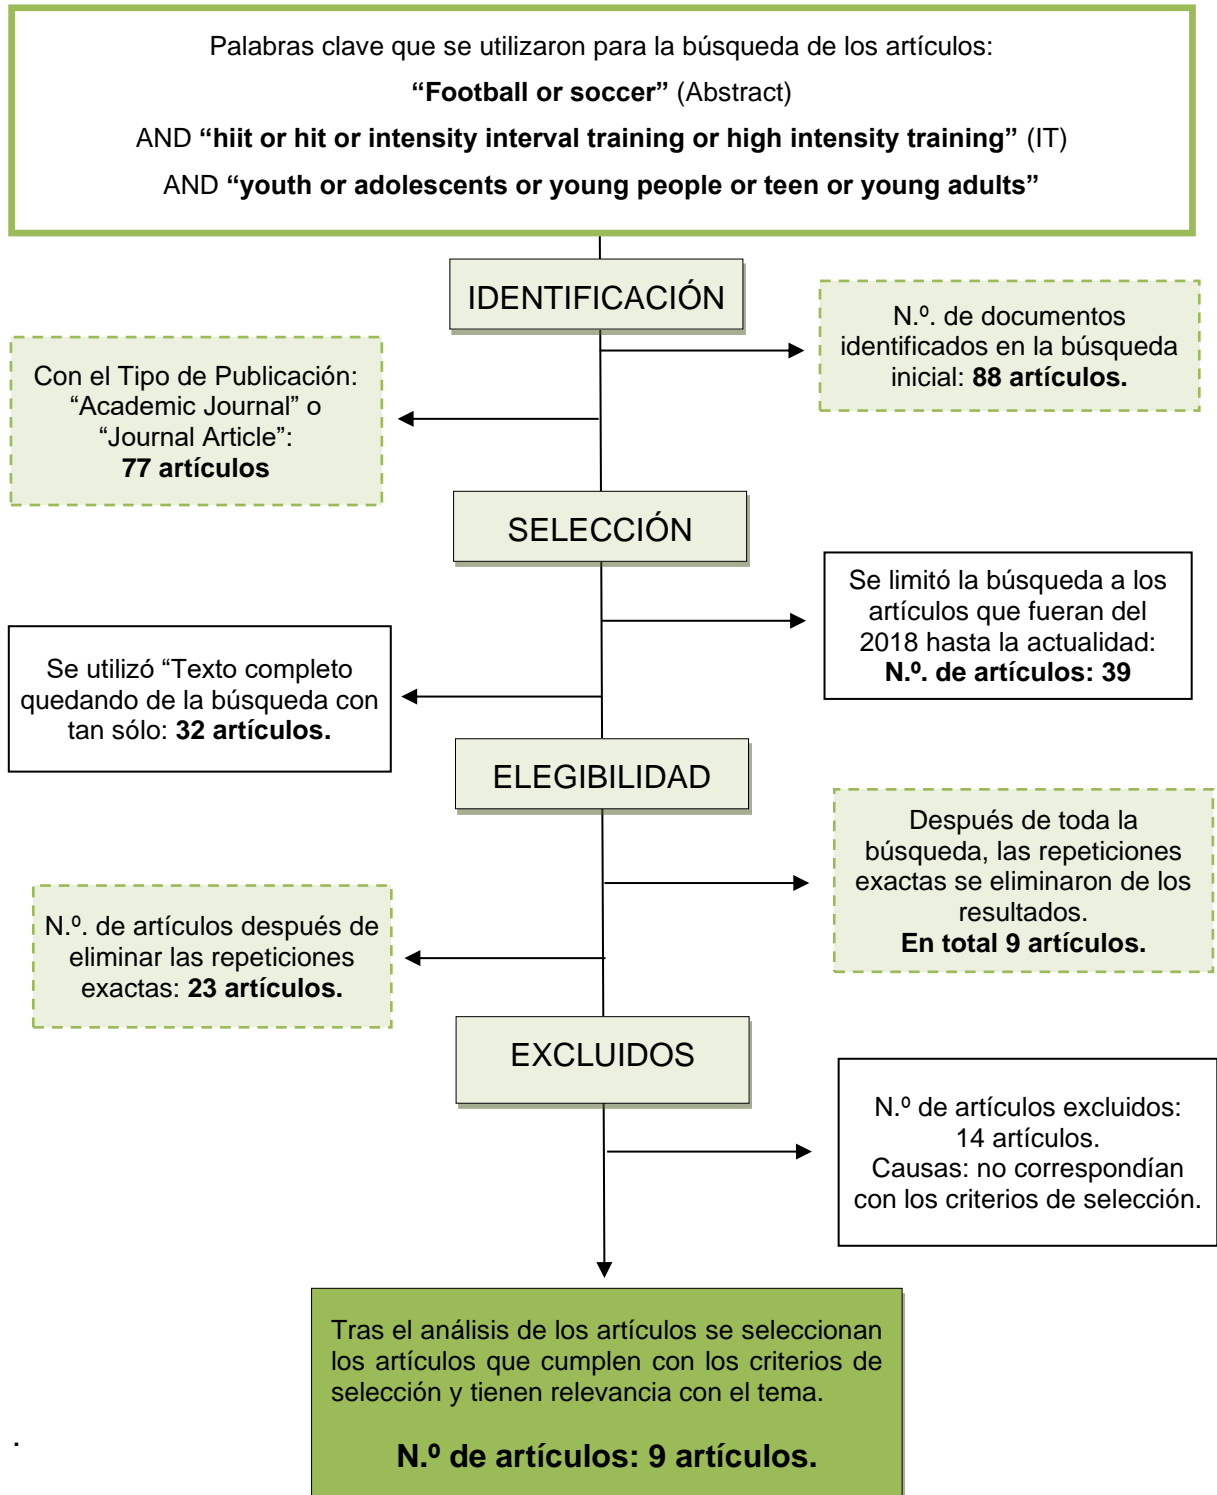 Palabras clave que se utilizaron para la búsqueda de los artículos:
“Football or soccer” (Abstract)
AND “hiit or hit or intensity interval training or high intensity training” (IT)
AND “youth or adolescents or young people or teen or young adults”
IDENTIFICACIÓN
N.º. de documentos
identificados en la búsqueda
inicial: 88 artículos.
Con el Tipo de Publicación:
“Academic Journal” o
“Journal Article”:
77 artículos
SELECCIÓN
Se limitó la búsqueda a los
artículos que fueran del
2018 hasta la actualidad:
N.º. de artículos: 39
Se utilizó “Texto completo
quedando de la búsqueda con
tan sólo: 32 artículos.
ELEGIBILIDAD
Después de toda la
búsqueda, las repeticiones
exactas se eliminaron de los
resultados.
En total 9 artículos.
N.º. de artículos después de
eliminar las repeticiones
exactas: 23 artículos.
EXCLUIDOS
N.º de artículos excluidos:
14 artículos.
Causas: no correspondían
con los criterios de selección.
Tras el análisis de los artículos se seleccionan
los artículos que cumplen con los criterios de
selección y tienen relevancia con el tema.
N.º de artículos: 9 artículos.
.